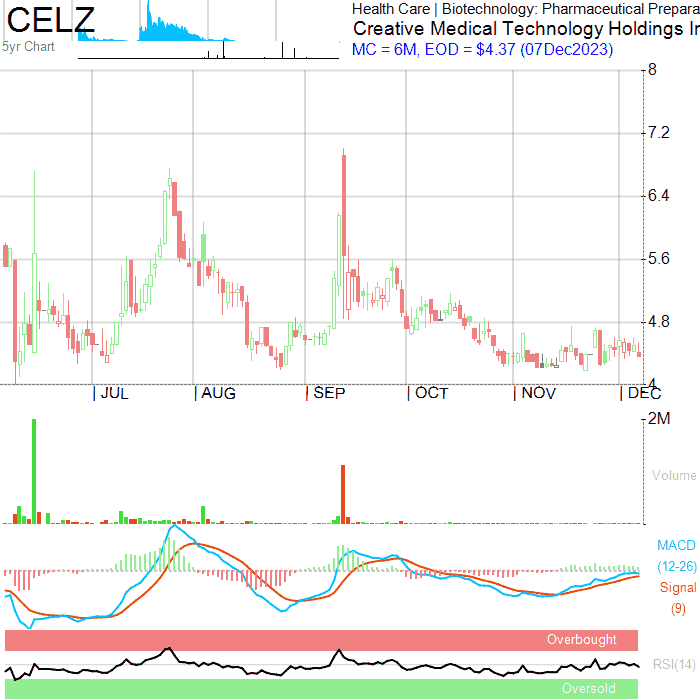 CELZ
5yr Chart
Health Care | Biotechnology: Pharmaceutical Prepara
Creative Medical Technology Holdings In
MC = 6M, EOD = $4.37 (07Dec2023)
8
7.2
6.4
5.6
4.8
4
JUL AUG SEP OCT NOV DEC
2M
Volume
MACD
(12-26)
Signal
(9)
Overbought
RSI(14)
Oversold